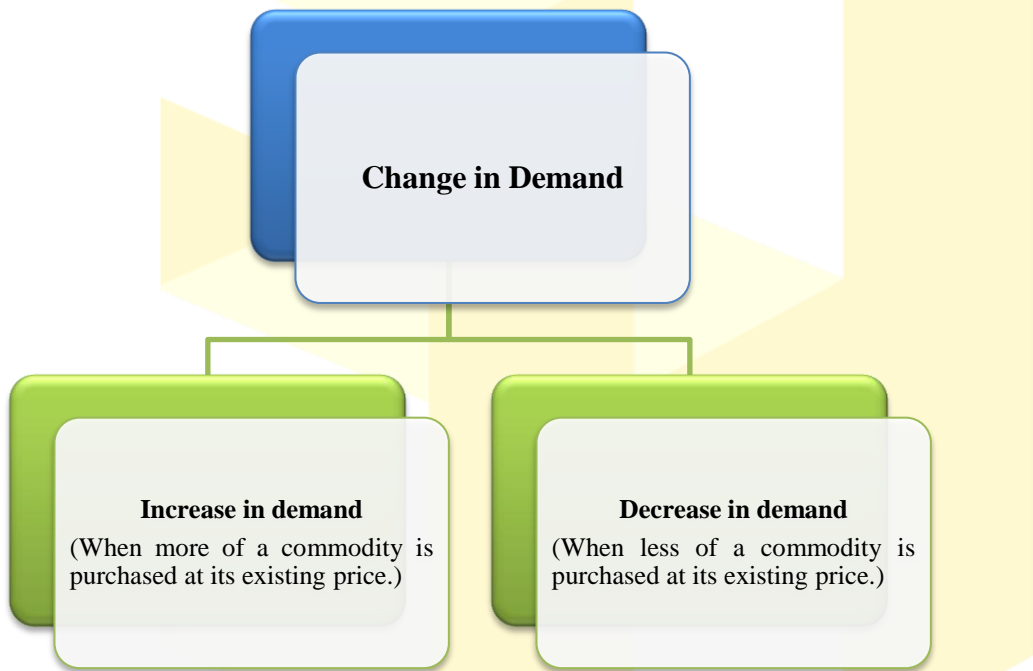 Change in Demand
Increase in demand
(When more of a commodity is
purchased at its existing price.)
Decrease in demand
(When less of a commodity is
purchased at its existing price.)